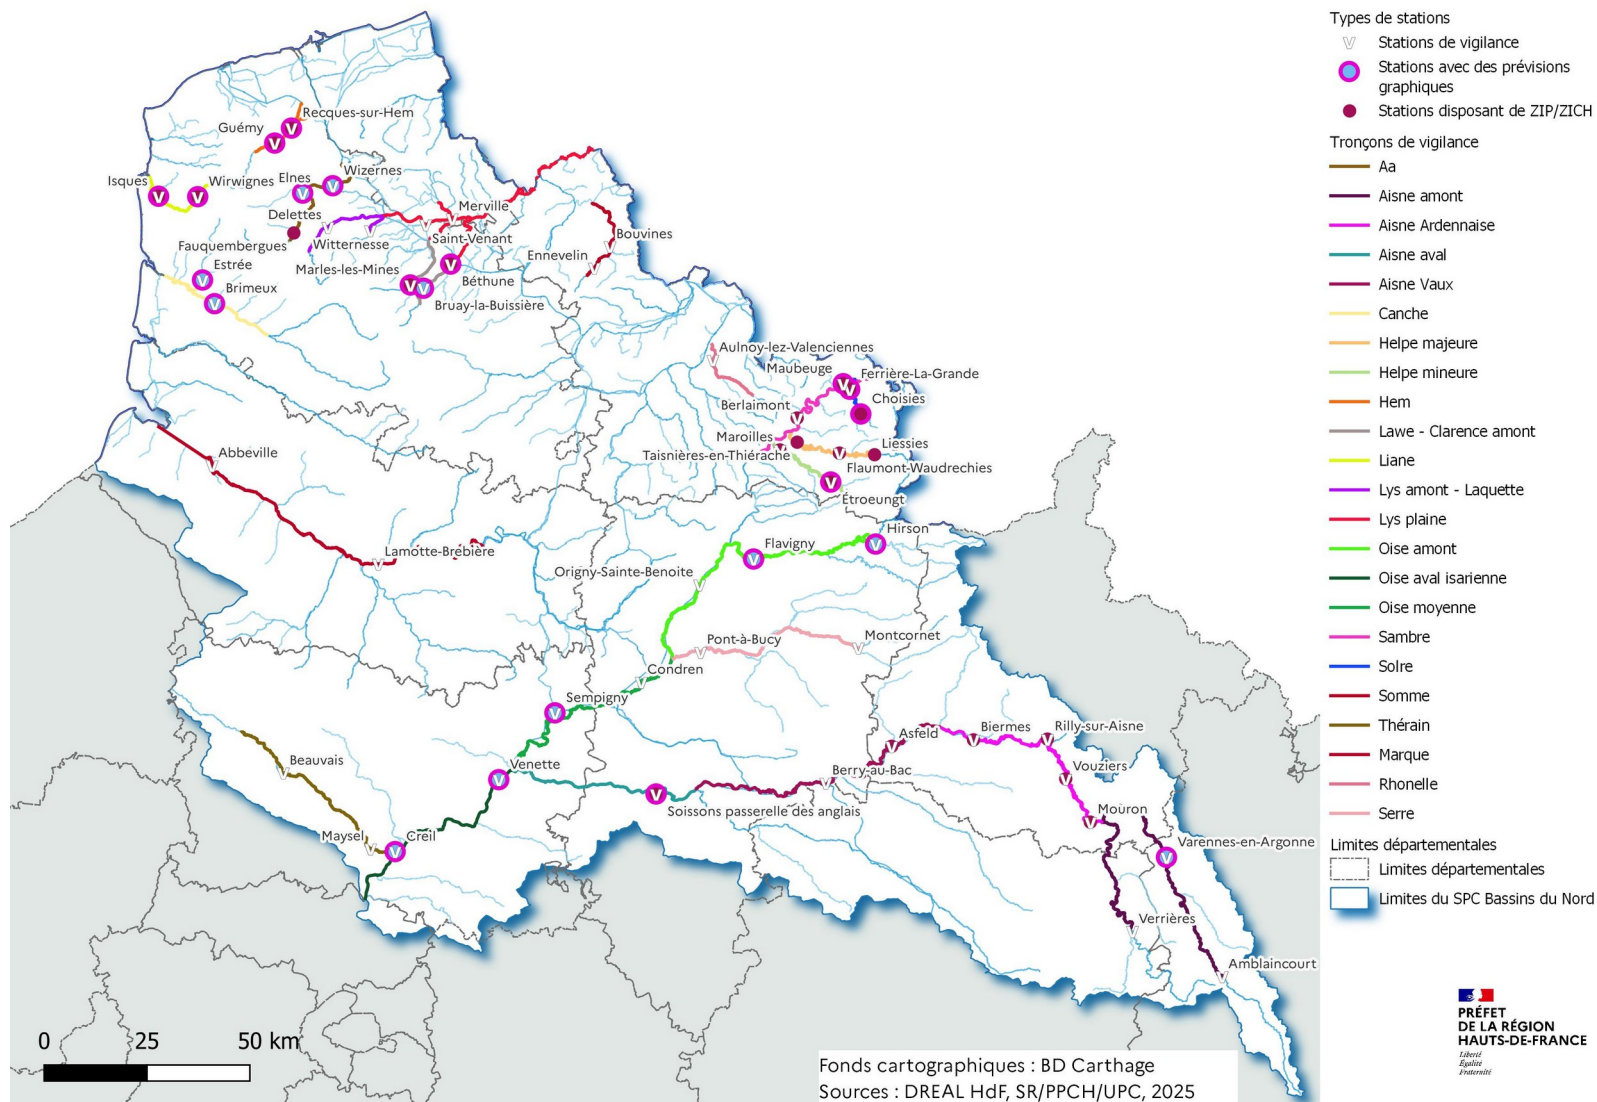 Recques-sur-Hem
Guémy
Isques
Wirwignes
Elnes
Wizernes
Delettes
Fauquembergues
Witternesse
Merville
Saint-Venant
Bouvines
Ennevelin
Estrée
Brimeux
Marles-les-Mines
Béthune
Bruay-la-Buissière
Aulnoy-lez-Valenciennes
Maubeuge
Ferrière-La-Grande
Choisies
Berlaimont
Maroilles
Liessies
Taisnières-en-Thiérache
Flaumont-Waudrechies
Étroeungt
Abbeville
Lamotte-Brebière
Hirson
Flavigny
Origny-Sainte-Benoite
Pont-à-Bucy
Montcornet
Condren
Sempigny
Venette
Beauvais
Maysel
Creil
Soissons passerelle des anglais
Berry-au-Bac
Asfeld
Biermes
Rilly-sur-Aisne
Vouziers
Mouron
Varennes-en-Argonne
Verrières
Amblaincourt
0 25 50 km
Fonds cartographiques : BD Carthage
Sources : DREAL HdF, SR/PPCH/UPC, 2025
Types de stations
V Stations de vigilance
Stations avec des prévisions
graphiques
Stations disposant de ZIP/ZICH
Tronçons de vigilance
Aa
Aisne amont
Aisne Ardennaise
Aisne aval
Aisne Vaux
Canche
Helpe majeure
Helpe mineure
Hem
Lawe - Clarence amont
Liane
Lys amont - Laquette
Lys plaine
Oise amont
Oise aval isarienne
Oise moyenne
Sambre
Solre
Somme
Thérain
Marque
Rhonelle
Serre
Limites départementales
Limites départementales
Limites du SPC Bassins du Nord
PRÉFET
DE LA RÉGION
HAUTS-DE-FRANCE
Liberté
Égalité
Fraternité